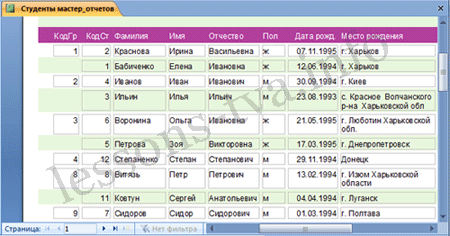 Студенты мастер_отчетов
КодГр КодСт Фамилия Имя Отчество Пол Дата рожд. Место рождения
1 2 Краснова Ирина Васильевна ж 07.11.1995 г. Харьков
1 Бабиченко Елена Ивановна ж 12.06.1994 г. Харьков
2 4 Иванов Иван Иванович м 30.09.1994 г. Киев
3 Ильин Илья Ильич м 23.08.1993 с. Красное Волчанского
р-на Харьковской обл
3 6 Воронина Ольга Ивановна ж 21.05.1995 г. Люботин Харьковской
обл.
5 Петрова Зоя Викторовна ж 17.03.1995 г. Днепропетровск
4 12 Степаненко Степан Степанович м 29.11.1994 Донецк
8 8 Витязь Петр Петрович м 13.02.1994 г. Изюм Харьковской
области
11 Ковтун Сергей Анатольевич м 04.04.1994 г. Луганск
9 7 Сидоров Сидор Сидорович м 01.03.1994 г. Полтава
Страница: 1 Нет фильтра
lessons-tva.info